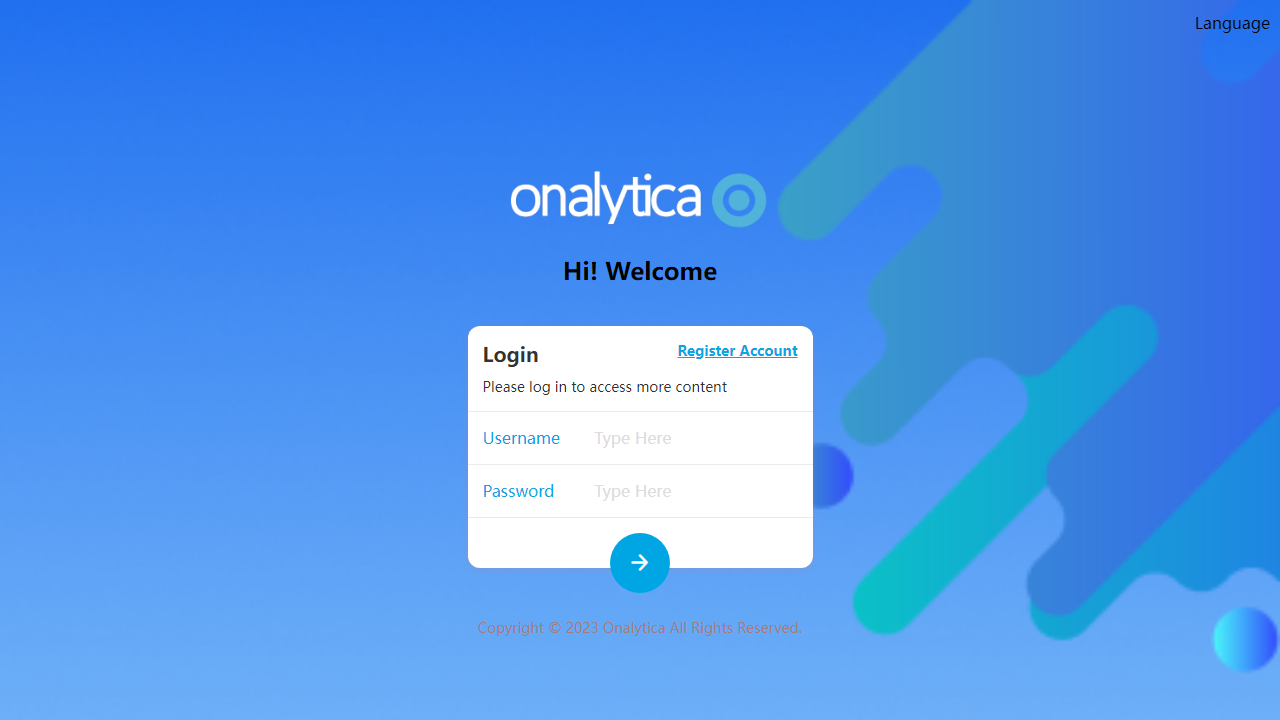 Language
onalytica
Hi! Welcome
Login
Register Account
Please log in to access more content
Username
Type Here
Password
Type Here
Copyright © 2023 Onalytica All Rights Reserved.